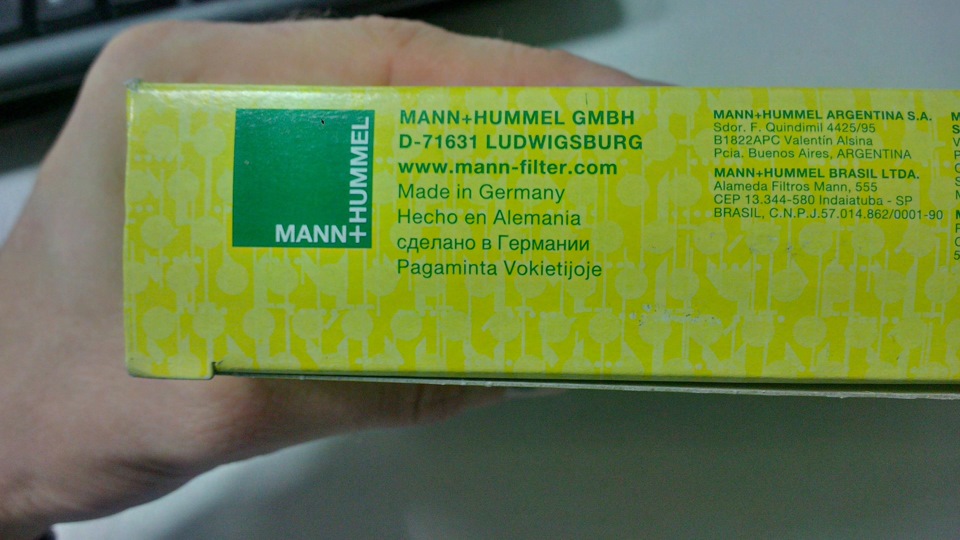 MANN+HUMMEL
MANN+HUMMEL GMBH
D-71631 LUDWIGSBURG
www.mann-filter.com
Made in Germany
Hecho en Alemania
сделано в Германии
Pagaminta Vokietijoje
MANN+HUMMEL ARGENTINA S.A.
Sdor. F. Quindimil 4425/95
B1822APC Valentín Alsina
Pcia. Buenos Aires, ARGENTINA
MANN+HUMMEL BRASIL LTDA.
Alameda Filtros Mann, 555
CEP 13.344-580 Indaiatuba - SP
BRASIL, C.N.P.J.57.014.862/0001-90